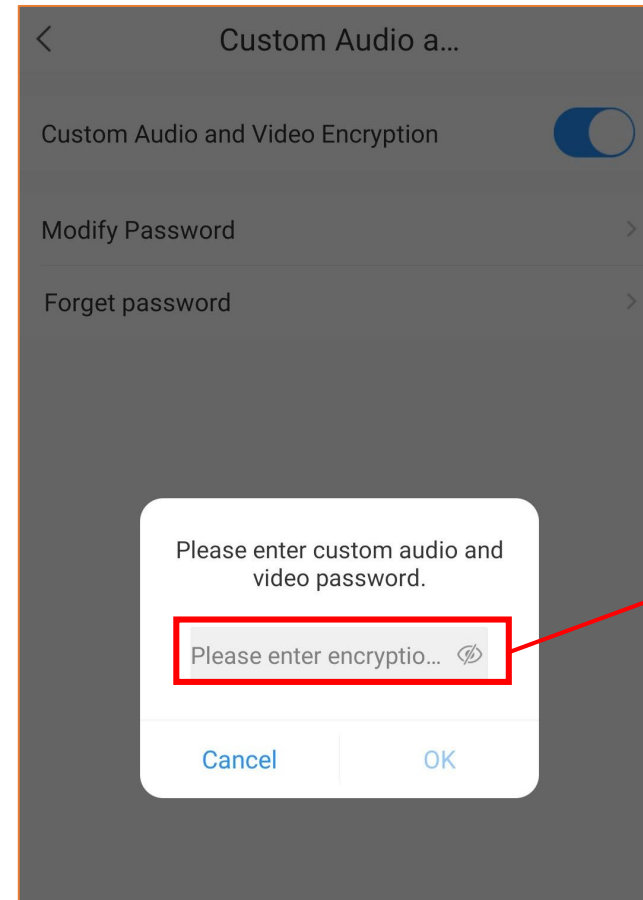 Custom Audio a...
Custom Audio and Video Encryption
Modify Password
Forget password
Please enter custom audio and
video password.
Please enter encryptio...
Cancel
OK